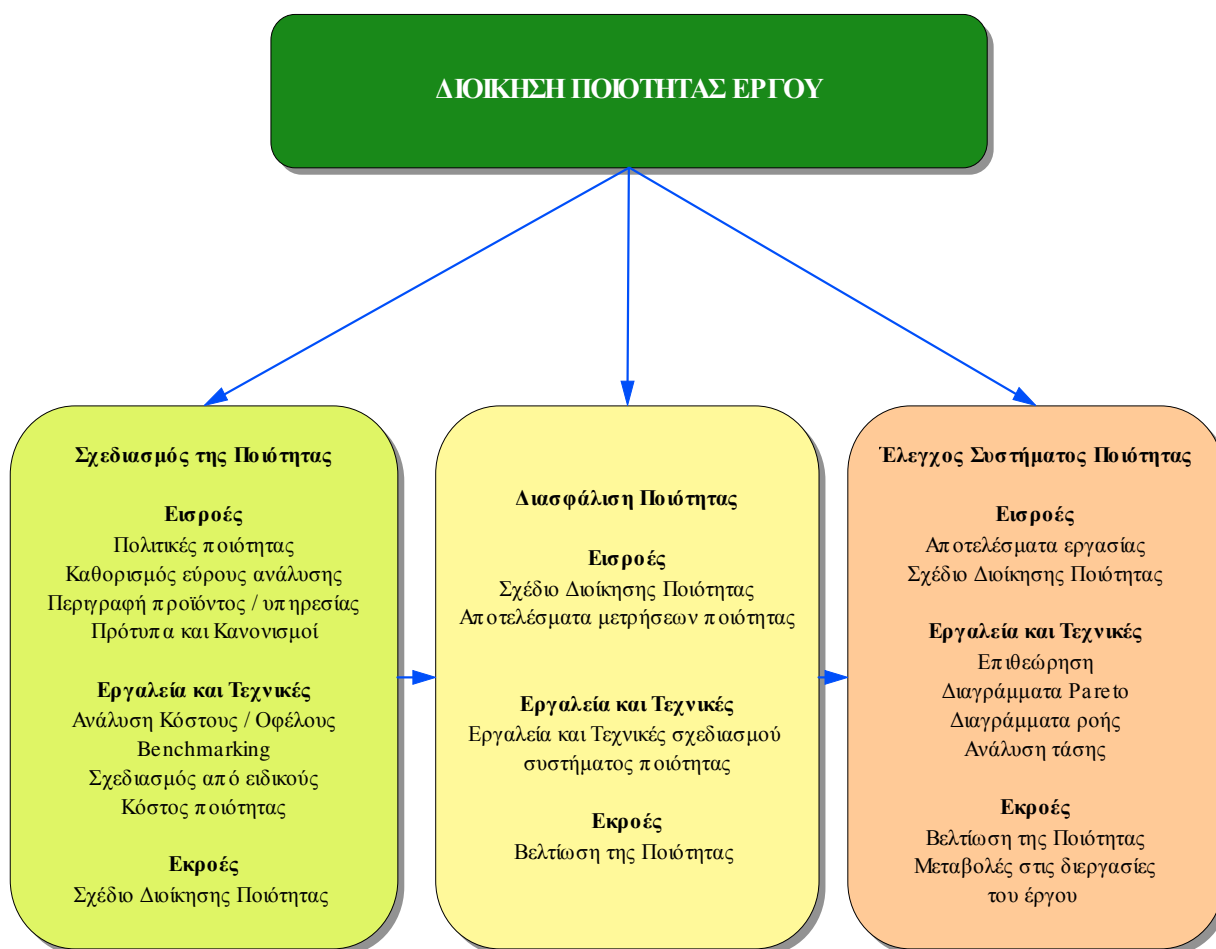 ΔΙΟΙΚΗΣΗ ΠΟΙΟΤΗΤΑΣ ΕΡΓΟΥ
Σχεδιασμός της Ποιότητας
Εισροές
Πολιτικές ποιότητας
Καθορισμός εύρους ανάλυσης
Περιγραφή προϊόντος / υπηρεσίας
Πρότυπα και Κανονισμοί
Εργαλεία και Τεχνικές
Ανάλυση Κόστους / Οφέλους
Benchmarking
Σχεδιασμός από ειδικούς
Κόστος ποιότητας
Εκροές
Σχέδιο Διοίκησης Ποιότητας
Διασφάλιση Ποιότητας
Εισροές
Σχέδιο Διοίκησης Ποιότητας
Αποτελέσματα μετρήσεων ποιότητας
Εργαλεία και Τεχνικές
Εργαλεία και Τεχνικές σχεδιασμού
συστήματος ποιότητας
Εκροές
Βελτίωση της Ποιότητας
Έλεγχος Συστήματος Ποιότητας
Εισροές
Αποτελέσματα εργασίας
Σχέδιο Διοίκησης Ποιότητας
Εργαλεία και Τεχνικές
Επιθεώρηση
Διαγράμματα Pareto
Διαγράμματα ροής
Ανάλυση τάσης
Εκροές
Βελτίωση της Ποιότητας
Μεταβολές στις διεργασίες
του έργου